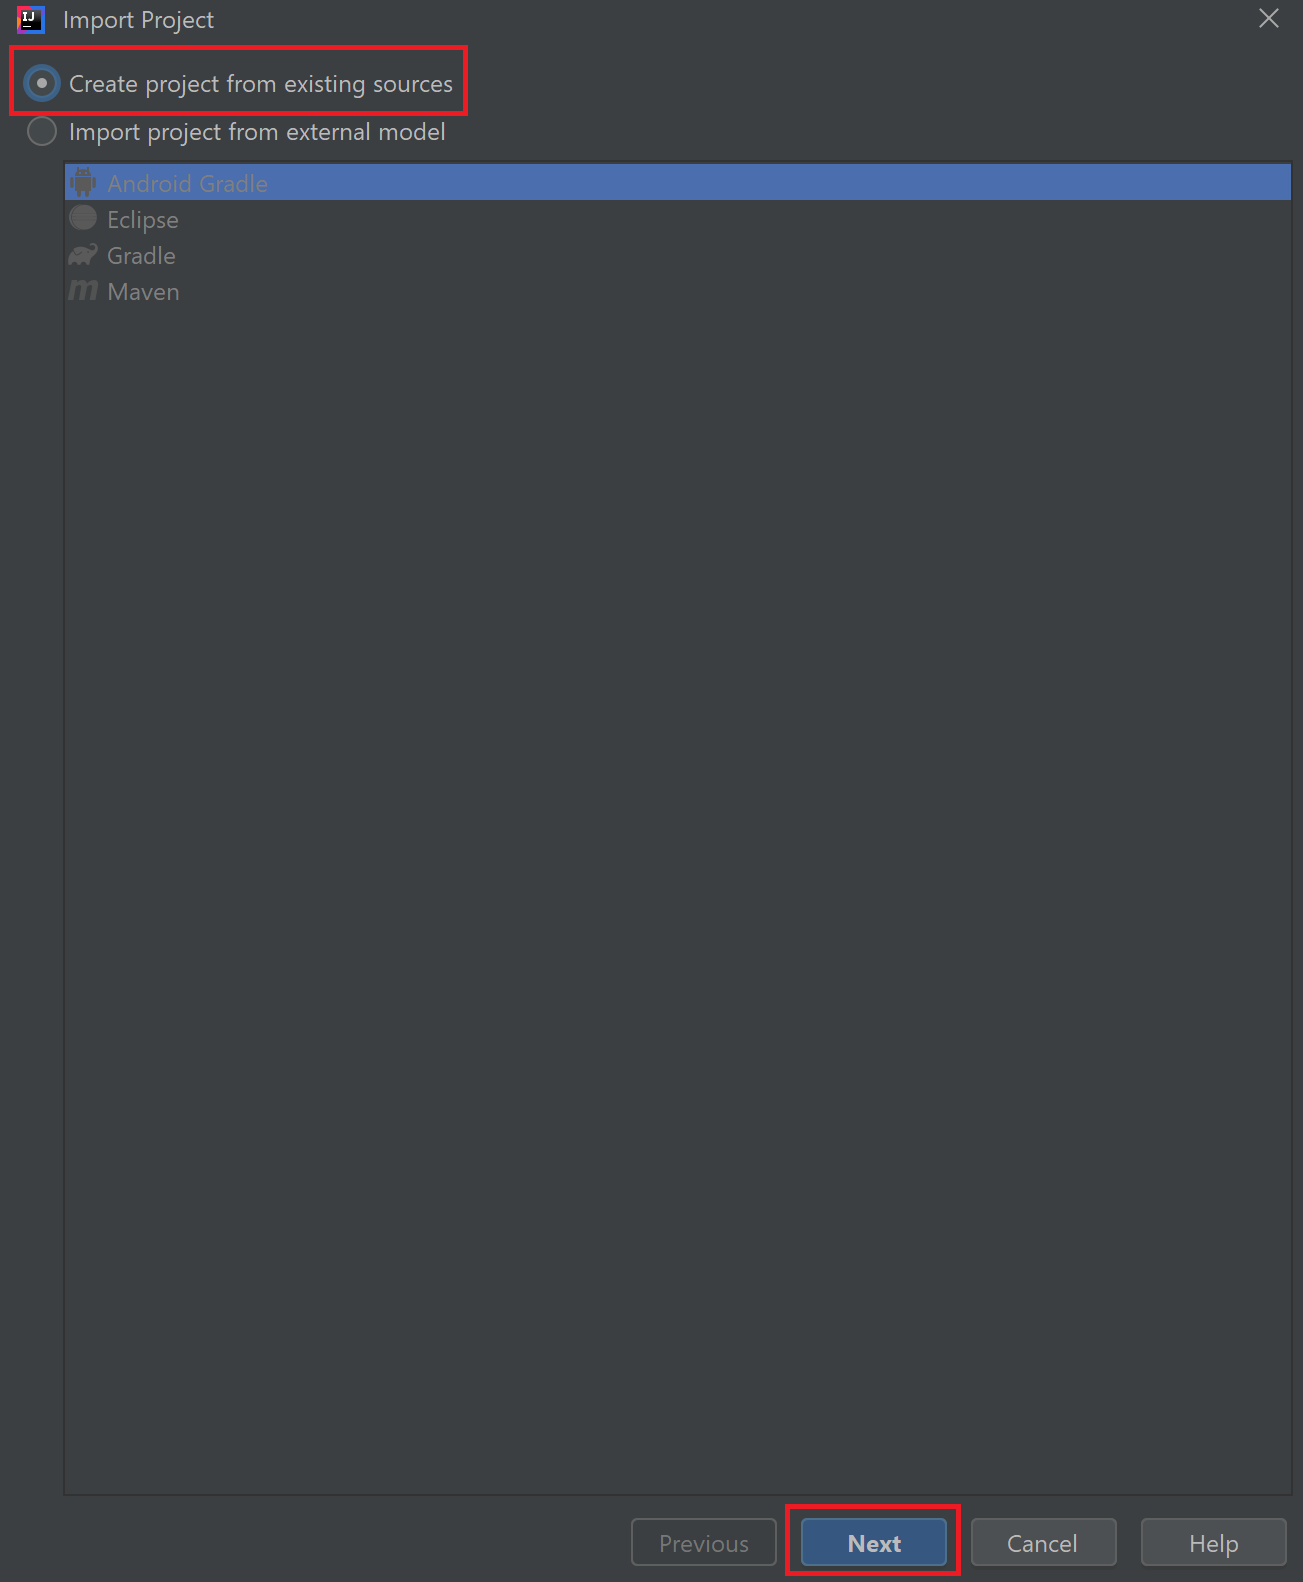 IJ Import Project
Create project from existing sources
Import project from external model
Android Gradle
Eclipse
Gradle
m Maven
Previous Next Cancel Help